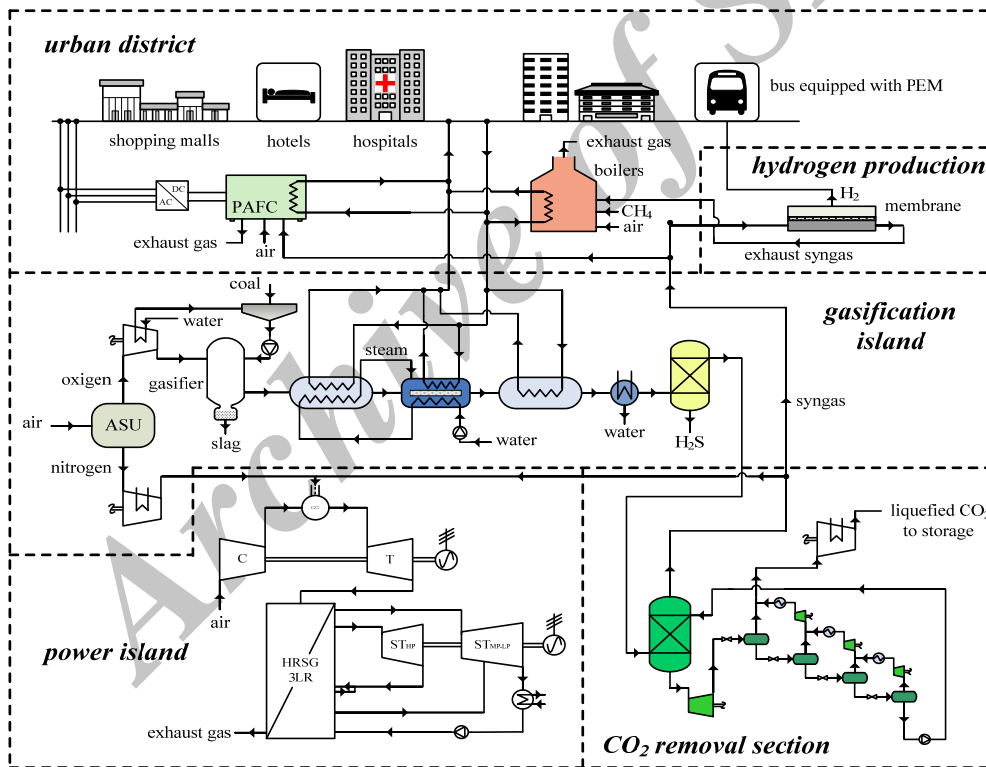 urban district
shopping malls
hotels
hospitals
bus equipped with PEM
exhaust gas
boilers
hydrogen production
DC
AC
PAFC
CH4
air
H2
membrane
exhaust gas
air
exhaust syngas
coal
water
gasification
island
steam
oxigen
gasifier
syngas
air
ASU
slag
water
water
H2S
nitrogen
CC
liquefied CO2
to storage
C
T
air
power island
HRSG
3LR
STHP
STMP-LP
exhaust gas
CO2 removal section
Archive of S